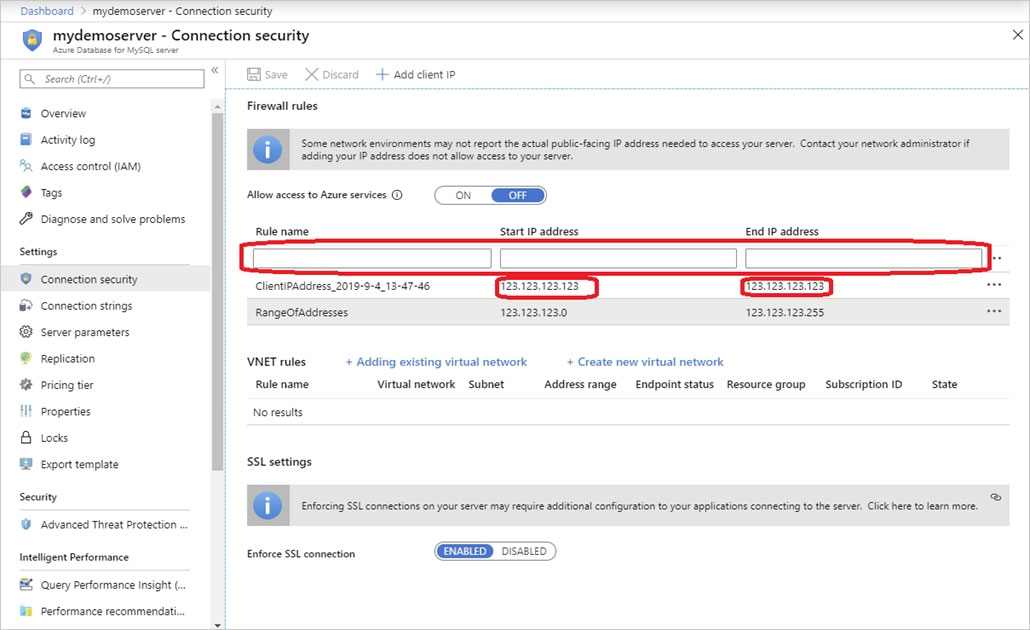 Dashboard > mydemoserver - Connection security
mydemoserver - Connection security
Azure Database for MySQL server
Search (Ctrl+/)
«
Overview
Activity log
Access control (IAM)
Tags
Diagnose and solve problems
Settings
Connection security
Connection strings
Server parameters
Replication
Pricing tier
Properties
Locks
Export template
Security
Advanced Threat Protection ...
Intelligent Performance
Query Performance Insight (...
Performance recommendati...
Save Discard Add client IP
Firewall rules
Some network environments may not report the actual public-facing IP address needed to access your server. Contact your network administrator if
adding your IP address does not allow access to your server.
Allow access to Azure services ON OFF
Rule name Start IP address End IP address
ClientIPAddress_2019-9-4_13-47-46 123.123.123.123 123.123.123.123
RangeOfAddresses 123.123.123.0 123.123.123.255
VNET rules + Adding existing virtual network + Create new virtual network
Rule name Virtual network Subnet Address range Endpoint status Resource group Subscription ID State
No results
SSL settings
Enforcing SSL connections on your server may require additional configuration to your applications connecting to the server. Click here to learn more.
Enforce SSL connection ENABLED DISABLED